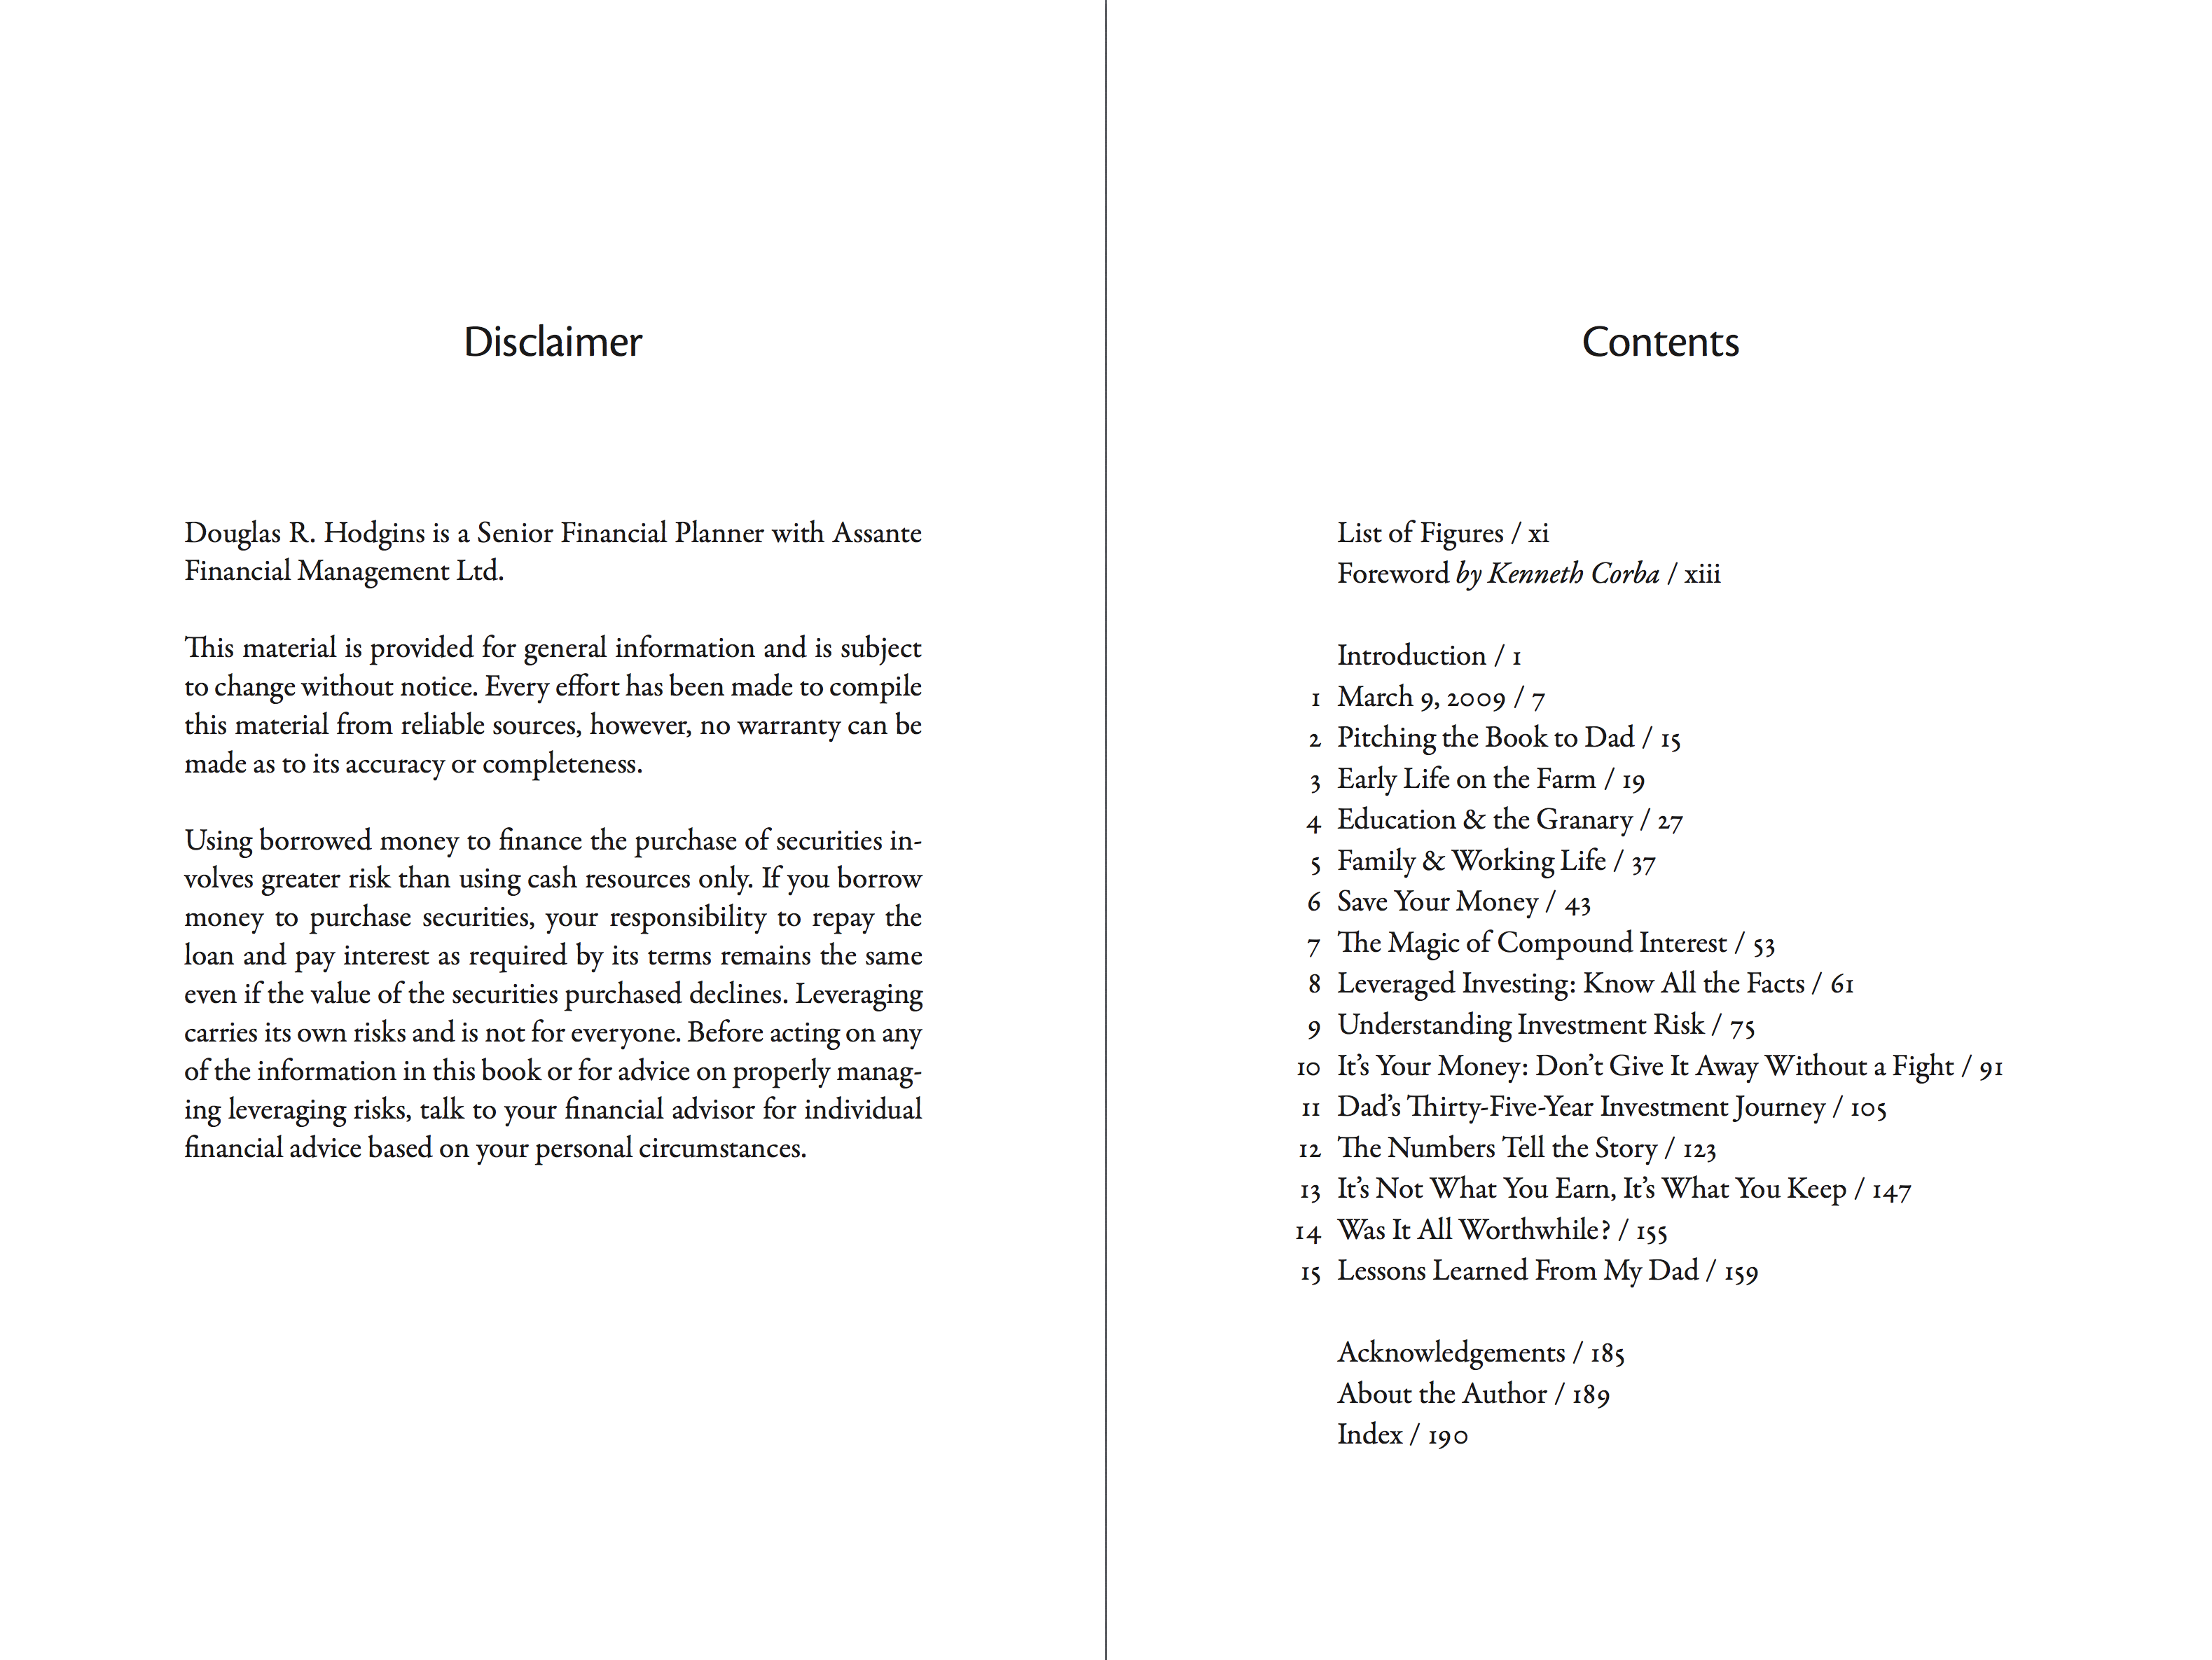 Disclaimer
Douglas R. Hodgins is a Senior Financial Planner with Assante
Financial Management Ltd.
This material is provided for general information and is subject
to change without notice. Every effort has been made to compile
this material from reliable sources, however, no warranty can be
made as to its accuracy or completeness.
Using borrowed money to finance the purchase of securities in-
volves greater risk than using cash resources only. If you borrow
money to purchase securities, your responsibility to repay the
loan and pay interest as required by its terms remains the same
even if the value of the securities purchased declines. Leveraging
carries its own risks and is not for everyone. Before acting on any
of the information in this book or for advice on properly manag-
ing leveraging risks, talk to your financial advisor for individual
financial advice based on your personal circumstances.
Contents
List of Figures / xi
Foreword by Kenneth Corba / xiii
Introduction / 1
1 March 9, 2009 / 7
2 Pitching the Book to Dad / 15
3 Early Life on the Farm / 19
4 Education & the Granary / 27
5 Family & Working Life / 37
6 Save Your Money / 43
7 The Magic of Compound Interest / 53
8 Leveraged Investing: Know All the Facts / 61
9 Understanding Investment Risk / 75
10 It’s Your Money: Don’t Give It Away Without a Fight / 91
11 Dad’s Thirty-Five-Year Investment Journey / 105
12 The Numbers Tell the Story / 123
13 It’s Not What You Earn, It’s What You Keep / 147
14 Was It All Worthwhile? / 155
15 Lessons Learned From My Dad / 159
Acknowledgements / 185
About the Author / 189
Index / 190